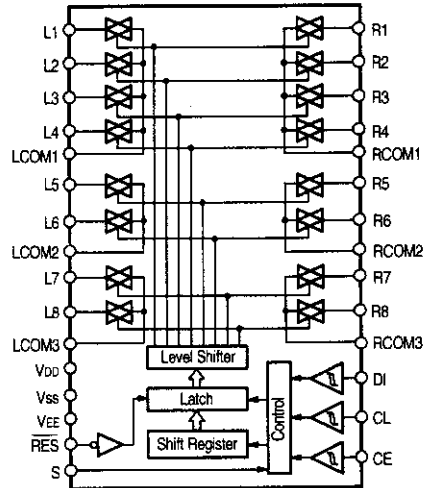 L1
L2
L3
L4
LCOM1
L5
L6
LCOM2
L7
L8
LCOM3
VDD
VSS
VEE
RES
S
R1
R2
R3
R4
RCOM1
R5
R6
RCOM2
R7
R8
RCOM3
DI
CL
CE
Level Shifter
Latch
Shift Register
Control